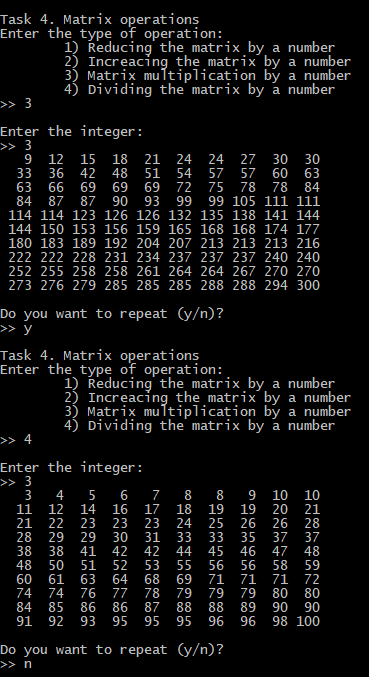 Task 4. Matrix operations
Enter the type of operation:
        1) Reducing the matrix by a number
        2) Increacing the matrix by a number
        3) Matrix multiplication by a number
        4) Dividing the matrix by a number
>> 3

Enter the integer:
>> 3
   9  12  15  18  21  24  24  27  30  30
  33  36  42  48  51  54  57  57  60  63
  63  66  69  69  69  72  75  78  78  84
  84  87  87  90  93  99  99 105 111 111
 114 114 123 126 126 132 135 138 141 144
 144 150 153 156 159 165 168 168 174 177
 180 183 189 192 204 207 213 213 213 216
 222 222 228 231 234 237 237 237 240 240
 252 255 258 258 261 264 264 267 270 270
 273 276 279 285 285 285 288 288 294 300

Do you want to repeat (y/n)?
>> y

Task 4. Matrix operations
Enter the type of operation:
        1) Reducing the matrix by a number
        2) Increacing the matrix by a number
        3) Matrix multiplication by a number
        4) Dividing the matrix by a number
>> 4

Enter the integer:
>> 3
   3   4   5   6   7   8   8   9  10  10
  11  12  14  16  17  18  19  19  20  21
  21  22  23  23  23  24  25  26  26  28
  28  29  29  30  31  33  33  35  37  37
  38  38  41  42  42  44  45  46  47  48
  48  50  51  52  53  55  56  56  58  59
  60  61  63  64  68  69  71  71  71  72
  74  74  76  77  78  79  79  79  80  80
  84  85  86  86  87  88  88  89  90  90
  91  92  93  95  95  95  96  96  98 100

Do you want to repeat (y/n)?
>> n